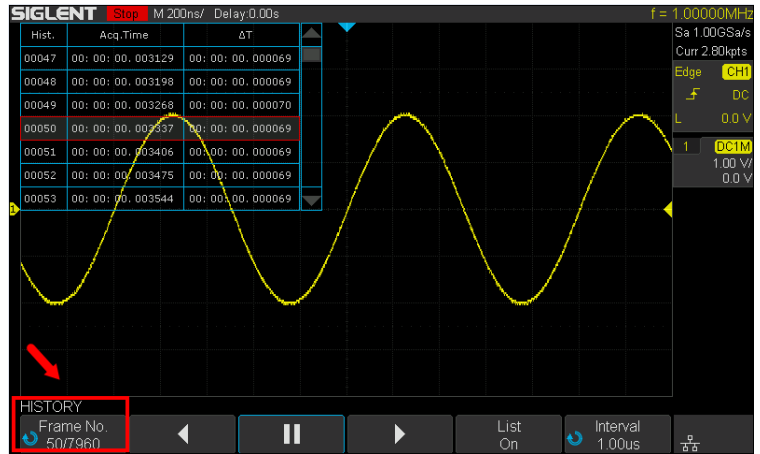 SIGLENT Stop M 200ns/ Delay:0.00s f = 1.00000MHz
Sa 1.00GSa/s
Curr 2.80kpts
Hist. Acq.Time ΔT
00047 00: 00: 00. 003129 00: 00: 00. 000069
00048 00: 00: 00. 003198 00: 00: 00. 000069
00049 00: 00: 00. 003268 00: 00: 00. 000070
00050 00: 00: 00. 003337 00: 00: 00. 000069
00051 00: 00: 00. 003406 00: 00: 00. 000069
00052 00: 00: 00. 003475 00: 00: 00. 000069
00053 00: 00: 00. 003544 00: 00: 00. 000069
Edge CH1
DC
L 0.0 V
1 DC1M
1.00 V/
0.0 V
1
HISTORY
Frame No.
50/7960
List
On
Interval
1.00us